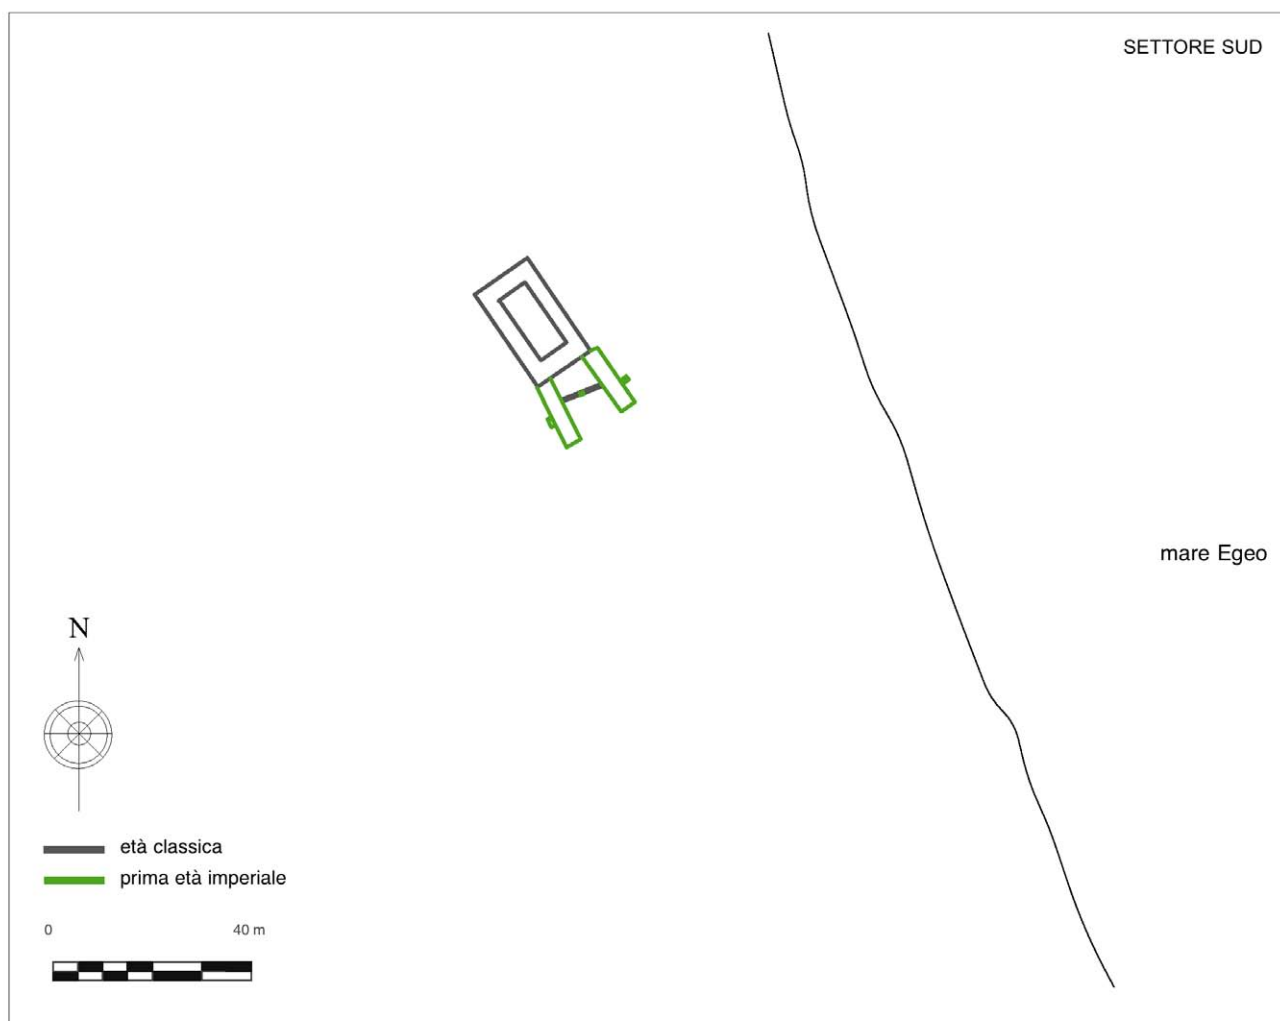 SETTORE SUD
mare Egeo
N
età classica
prima età imperiale
0 40 m